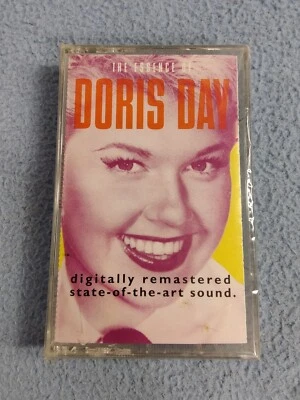 THE ESSENCE OF
DORIS DAY
digitally remastered
state-of-the-art sound.